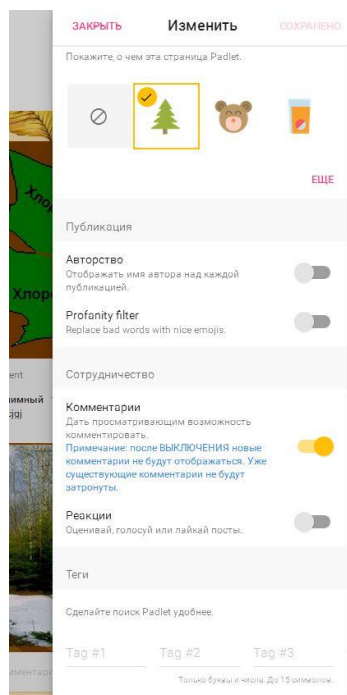 ЗАКРЫТЬ Изменить СОХРАНЕНО
Покажите, о чем эта страница Padlet.
ЕЩЕ
Публикация
Авторство
Отображать имя автора над каждой
публикацией.
Profanity filter
Replace bad words with nice emojis.
Сотрудничество
Комментарии
Дать просматривающим возможность
комментировать.
Примечание: после ВЫКЛЮЧЕНИЯ новые
комментарии не будут отображаться. Уже
существующие комментарии не будут
затронуты.
Реакции
Оценивай, голосуй или лайкай посты.
Теги
Сделайте поиск Padlet удобнее.
Tag #1 Tag #2 Tag #3
Только буквы и числа. До 15 символов.